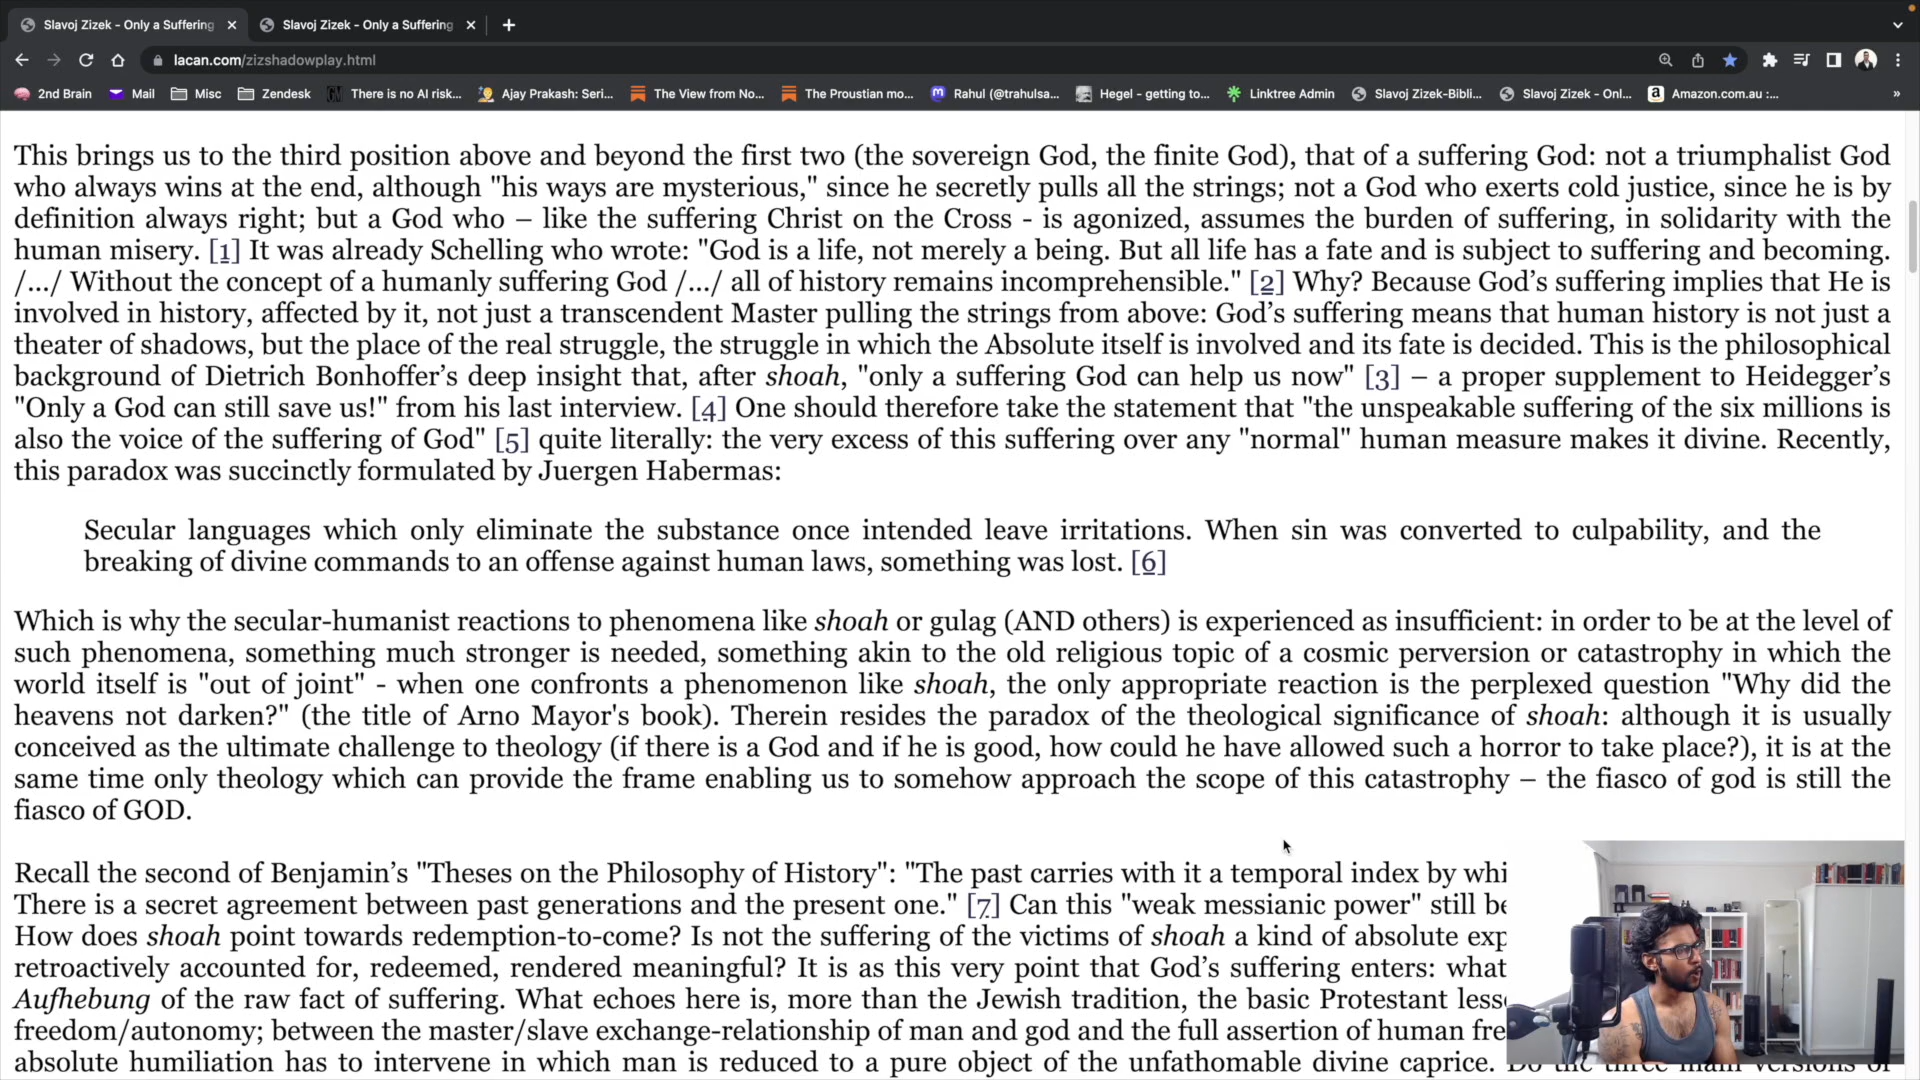 Slavoj Zizek - Only a Suffering
Slavoj Zizek - Only a Suffering
lacan.com/zizshadowplay.html
2nd Brain Mail Misc Zendesk There is no AI risk... Ajay Prakash: Seri... The View from No... The Proustian mo... Rahul (@trahulsa... Hegel - getting to... Linktree Admin Slavoj Zizek-Bibli... Slavoj Zizek - Onl... Amazon.com.au :... »
This brings us to the third position above and beyond the first two (the sovereign God, the finite God), that of a suffering God: not a triumphalist God
who always wins at the end, although "his ways are mysterious," since he secretly pulls all the strings; not a God who exerts cold justice, since he is by
definition always right; but a God who – like the suffering Christ on the Cross - is agonized, assumes the burden of suffering, in solidarity with the
human misery. [1] It was already Schelling who wrote: "God is a life, not merely a being. But all life has a fate and is subject to suffering and becoming.
/.../ Without the concept of a humanly suffering God /.../ all of history remains incomprehensible." [2] Why? Because God's suffering implies that He is
involved in history, affected by it, not just a transcendent Master pulling the strings from above: God's suffering means that human history is not just a
theater of shadows, but the place of the real struggle, the struggle in which the Absolute itself is involved and its fate is decided. This is the philosophical
background of Dietrich Bonhoffer's deep insight that, after shoah, "only a suffering God can help us now" [3] – a proper supplement to Heidegger's
"Only a God can still save us!" from his last interview. [4] One should therefore take the statement that "the unspeakable suffering of the six millions is
also the voice of the suffering of God" [5] quite literally: the very excess of this suffering over any "normal" human measure makes it divine. Recently,
this paradox was succinctly formulated by Juergen Habermas:
Secular languages which only eliminate the substance once intended leave irritations. When sin was converted to culpability, and the
breaking of divine commands to an offense against human laws, something was lost. [6]
Which is why the secular-humanist reactions to phenomena like shoah or gulag (AND others) is experienced as insufficient: in order to be at the level of
such phenomena, something much stronger is needed, something akin to the old religious topic of a cosmic perversion or catastrophy in which the
world itself is "out of joint" - when one confronts a phenomenon like shoah, the only appropriate reaction is the perplexed question "Why did the
heavens not darken?" (the title of Arno Mayor's book). Therein resides the paradox of the theological significance of shoah: although it is usually
conceived as the ultimate challenge to theology (if there is a God and if he is good, how could he have allowed such a horror to take place?), it is at the
same time only theology which can provide the frame enabling us to somehow approach the scope of this catastrophy – the fiasco of god is still the
fiasco of GOD.
Recall the second of Benjamin's "Theses on the Philosophy of History": "The past carries with it a temporal index by whi
There is a secret agreement between past generations and the present one." [7] Can this "weak messianic power" still be
How does shoah point towards redemption-to-come? Is not the suffering of the victims of shoah a kind of absolute exp
retroactively accounted for, redeemed, rendered meaningful? It is as this very point that God's suffering enters: what
Aufhebung of the raw fact of suffering. What echoes here is, more than the Jewish tradition, the basic Protestant less
freedom/autonomy; between the master/slave exchange-relationship of man and god and the full assertion of human fre
absolute humiliation has to intervene in which man is reduced to a pure object of the unfathomable divine caprice.